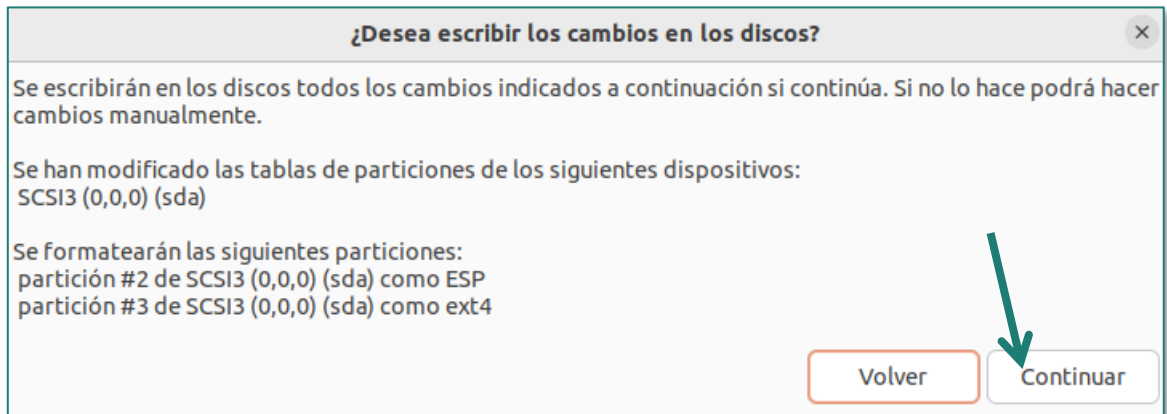 ¿Desea escribir los cambios en los discos?
Se escribirán en los discos todos los cambios indicados a continuación si continúa. Si no lo hace podrá hacer
cambios manualmente.
Se han modificado las tablas de particiones de los siguientes dispositivos:
SCSI3 (0,0,0) (sda)
Se formatearán las siguientes particiones:
partición #2 de SCSI3 (0,0,0) (sda) como ESP
partición #3 de SCSI3 (0,0,0) (sda) como ext4
Volver Continuar